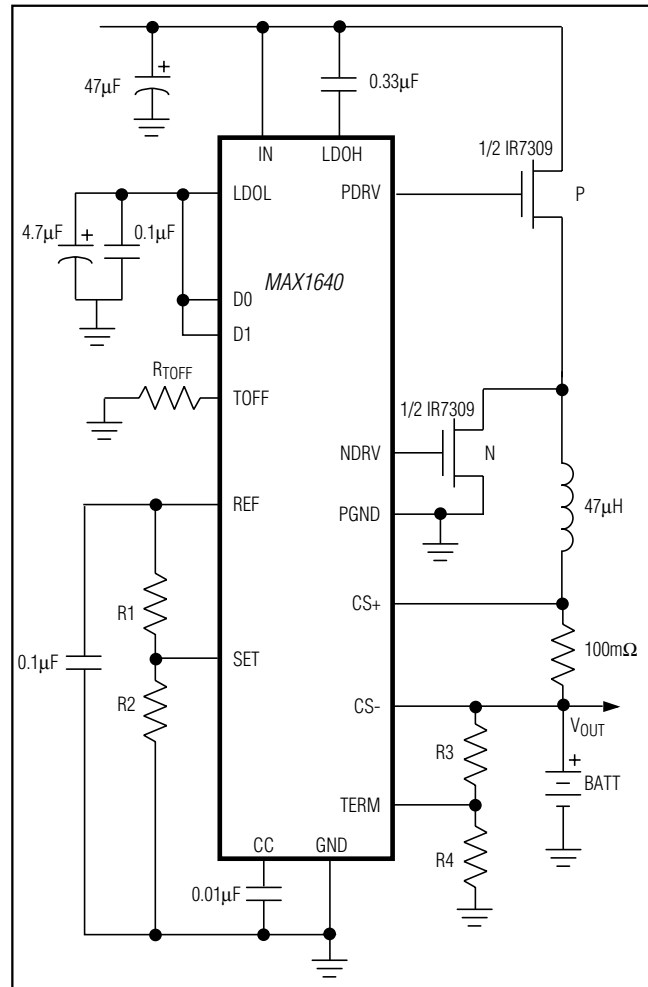 47μF
+
0.33μF
IN
LDOH
1/2 IR7309
LDOL
PDRV
P
4.7μF
+
0.1μF
MAX1640
D0
D1
RTOFF
TOFF
1/2 IR7309
NDRV
N
REF
PGND
47μH
R1
CS+
0.1μF
SET
100mΩ
R2
CS-
VOUT
R3
+
BATT
TERM
CC
GND
R4
0.01μF